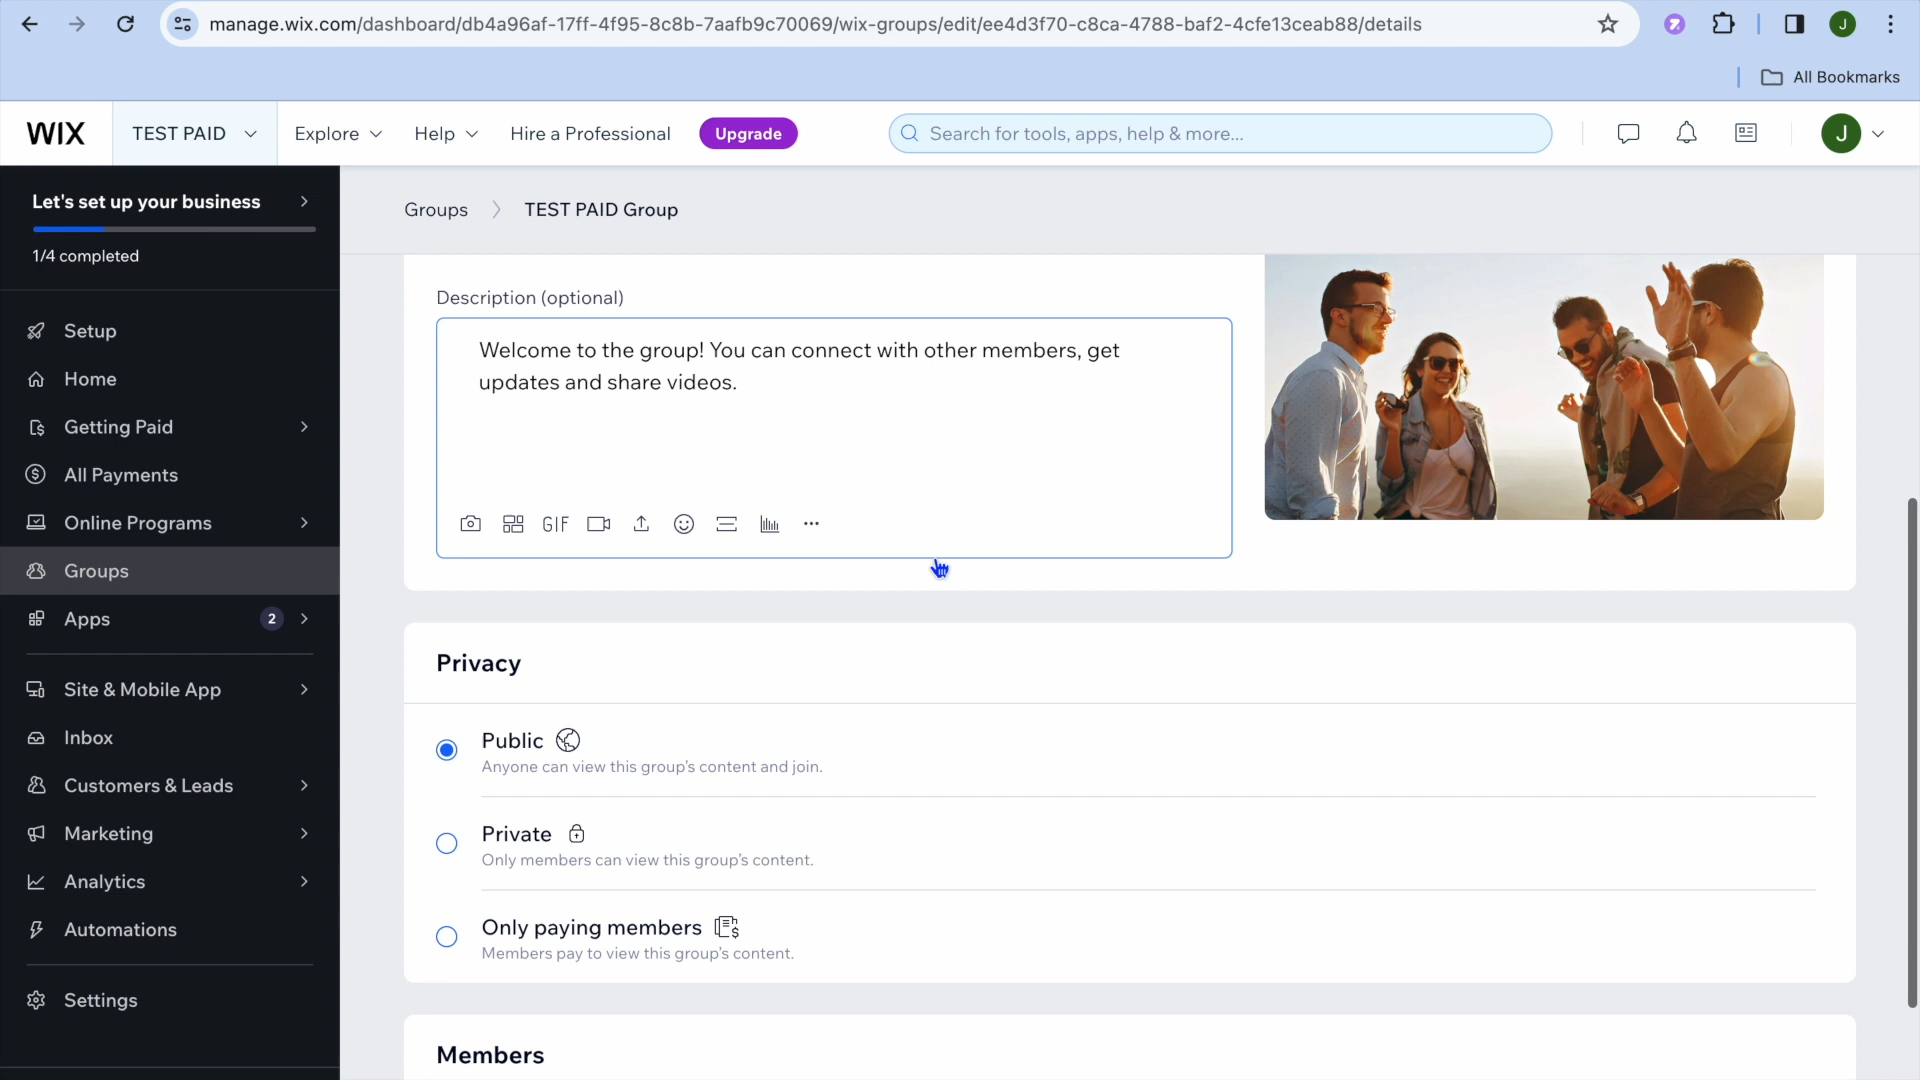 manage.wix.com/dashboard/db4a96af-17ff-4f95-8c8b-7aafb9c70069/wix-groups/edit/ee4d3f70-c8ca-4788-baf2-4cfe13ceab88/details
J
All Bookmarks
WIX
TEST PAID
Explore
Help
Hire a Professional
Upgrade
Search for tools, apps, help & more...
J
Let's set up your business
1/4 completed
Setup
Home
Getting Paid
All Payments
Online Programs
Groups
Apps
2
Site & Mobile App
Inbox
Customers & Leads
Marketing
Analytics
Automations
Settings
Groups
TEST PAID Group
Description (optional)
Welcome to the group! You can connect with other members, get
updates and share videos.
GIF
Privacy
Public
Anyone can view this group's content and join.
Private
Only members can view this group's content.
Only paying members
Members pay to view this group's content.
Members